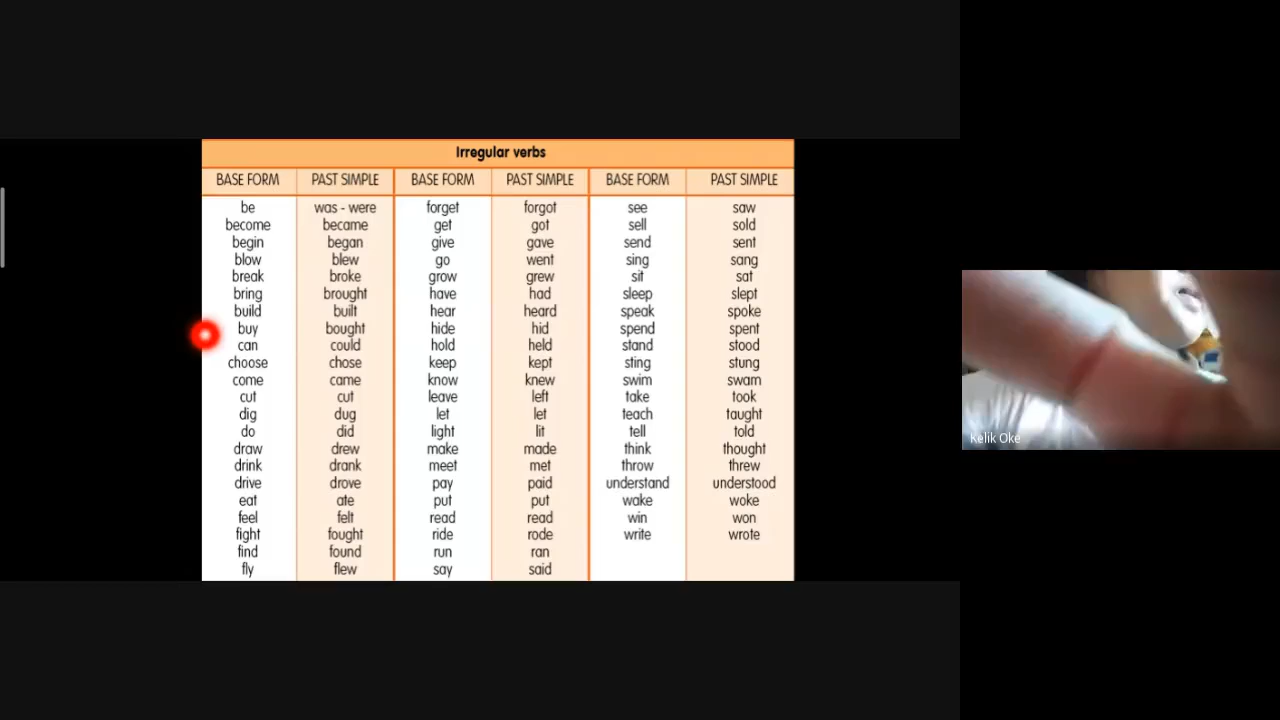 Irregular verbs
BASE FORM PAST SIMPLE BASE FORM PAST SIMPLE BASE FORM PAST SIMPLE
be was - were forget forgot see saw
become became get got sell sold
begin began give gave send sent
blow blew go went sing sang
break broke grow grew sit sat
bring brought have had sleep slept
build built hear heard speak spoke
buy bought hide hid spend spent
can could hold held stand stood
choose chose keep kept sting stung
come came know knew swim swam
cut cut leave left take took
dig dug let let teach taught
do did light lit tell told
draw drew make made think thought
drink drank meet met throw threw
drive drove pay paid understand understood
eat ate put put wake woke
feel felt read read win won
fight fought ride rode write wrote
find found run ran
fly flew say said
Kelik Oke